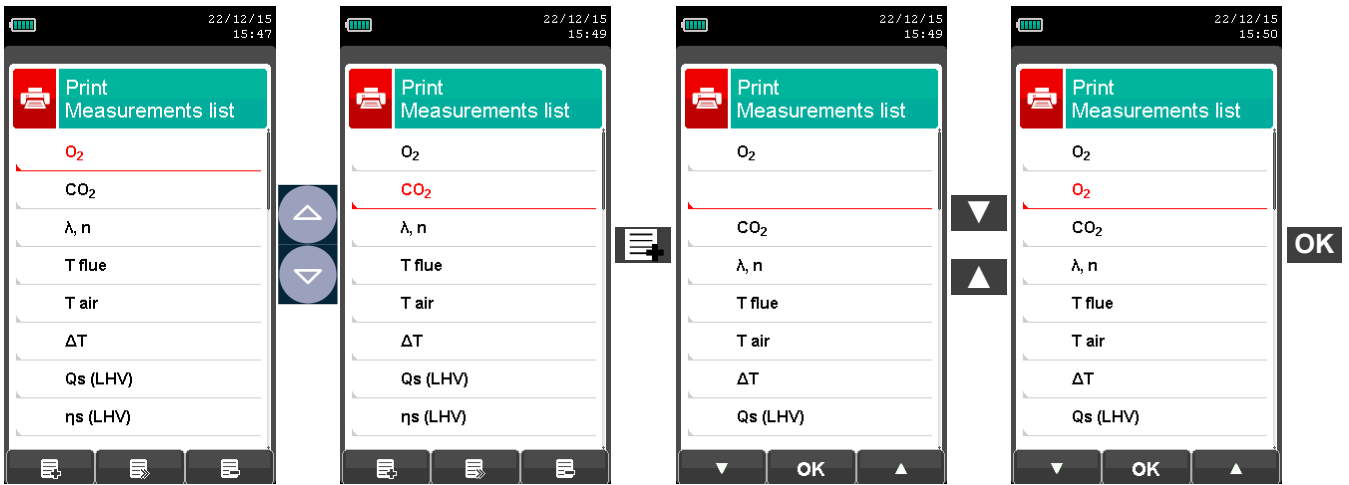 22/12/15
15:47
Print
Measurements list
O₂
CO₂
λ, n
T flue
T air
ΔT
Qs (LHV)
ηs (LHV)
22/12/15
15:49
Print
Measurements list
O₂
CO₂
λ, n
T flue
T air
ΔT
Qs (LHV)
ηs (LHV)
22/12/15
15:49
Print
Measurements list
O₂
CO₂
λ, n
T flue
T air
ΔT
Qs (LHV)
OK
22/12/15
15:50
Print
Measurements list
O₂
O₂
CO₂
λ, n
T flue
T air
ΔT
Qs (LHV)
OK
OK